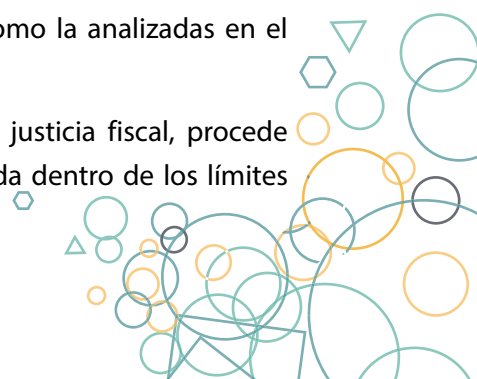 omo la analizadas en el
justicia fiscal, procede
da dentro de los límites